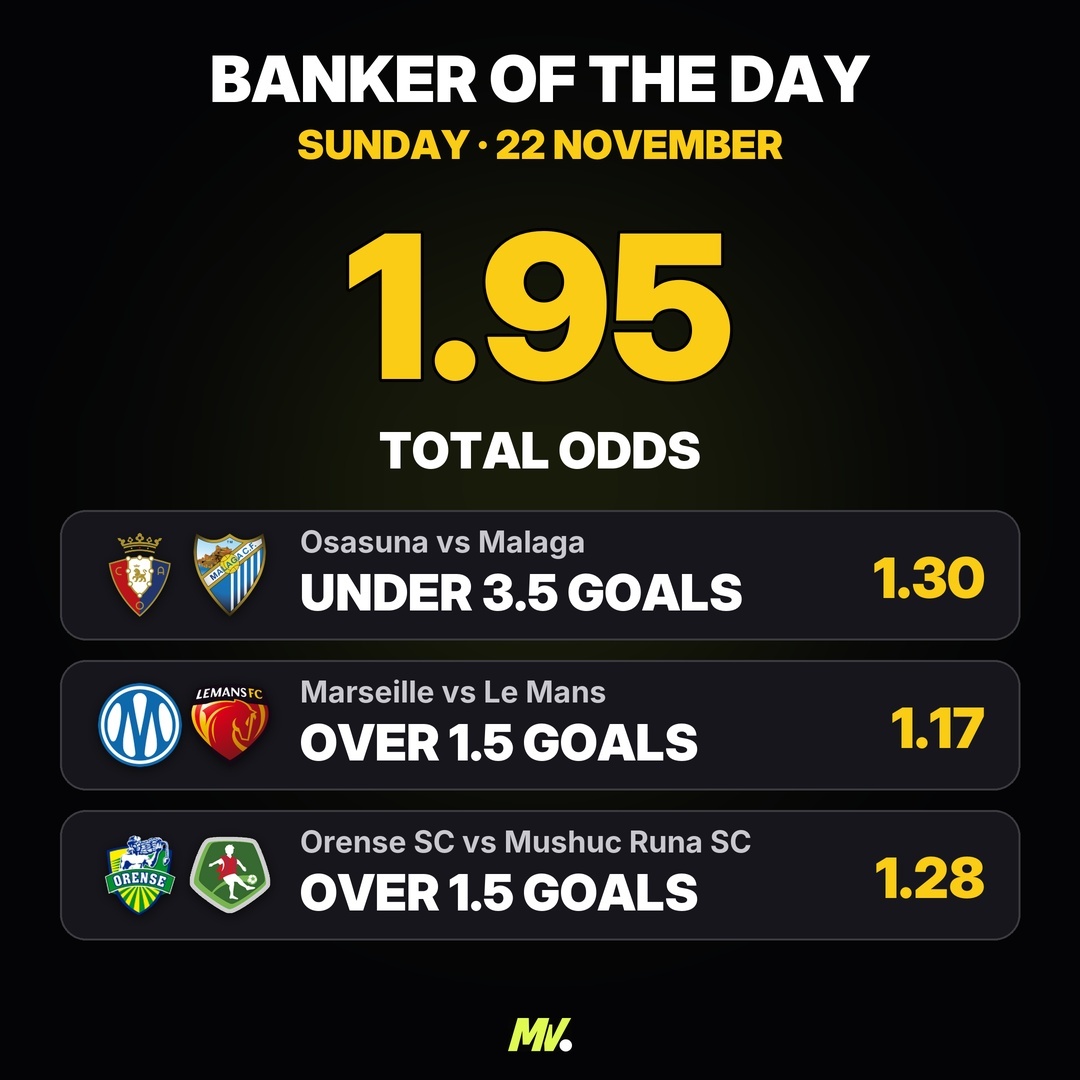 BANKER OF THE DAY
SUNDAY · 22 NOVEMBER
1.95
TOTAL ODDS
C A
O
MALAGA C.F.
Osasuna vs Malaga
UNDER 3.5 GOALS
1.30
LEMANS FC
Marseille vs Le Mans
OVER 1.5 GOALS
1.17
ORENSE
Orense SC vs Mushuc Runa SC
OVER 1.5 GOALS
1.28
MV.